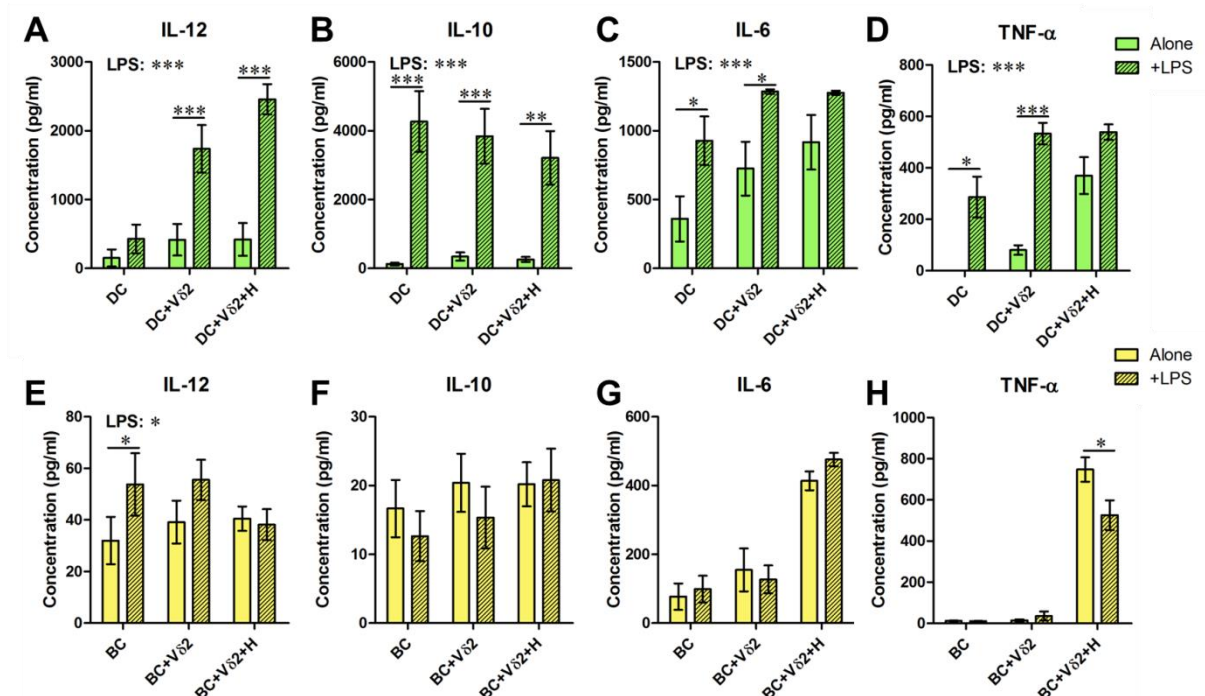 A IL-12
LPS: ***
***
***
Concentration (pg/ml)
3000
2000
1000
0
DC
DC+Vδ2
DC+Vδ2+H
B IL-10
LPS: ***
***
***
**
Concentration (pg/ml)
6000
4000
2000
0
DC
DC+Vδ2
DC+Vδ2+H
C IL-6
LPS: ***
*
*
Concentration (pg/ml)
1500
1000
500
0
DC
DC+Vδ2
DC+Vδ2+H
D TNF-α
LPS: ***
*
***
Concentration (pg/ml)
800
600
400
200
0
DC
DC+Vδ2
DC+Vδ2+H
Alone
+LPS
E IL-12
LPS: *
*
Concentration (pg/ml)
80
60
40
20
0
BC
BC+Vδ2
BC+Vδ2+H
F IL-10
Concentration (pg/ml)
30
20
10
0
BC
BC+Vδ2
BC+Vδ2+H
G IL-6
Concentration (pg/ml)
600
400
200
0
BC
BC+Vδ2
BC+Vδ2+H
H TNF-α
*
Concentration (pg/ml)
1000
800
600
400
200
0
BC
BC+Vδ2
BC+Vδ2+H
Alone
+LPS